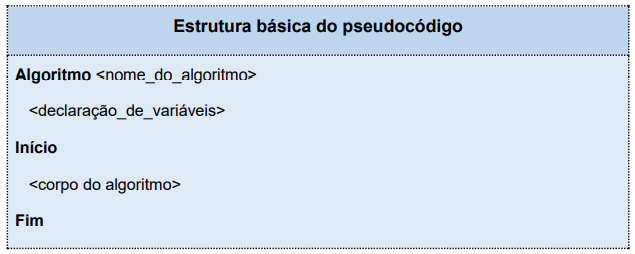 Estrutura básica do pseudocódigo
Algoritmo <nome_do_algoritmo>
<declaração_de_variáveis>
Início
<corpo do algoritmo>
Fim